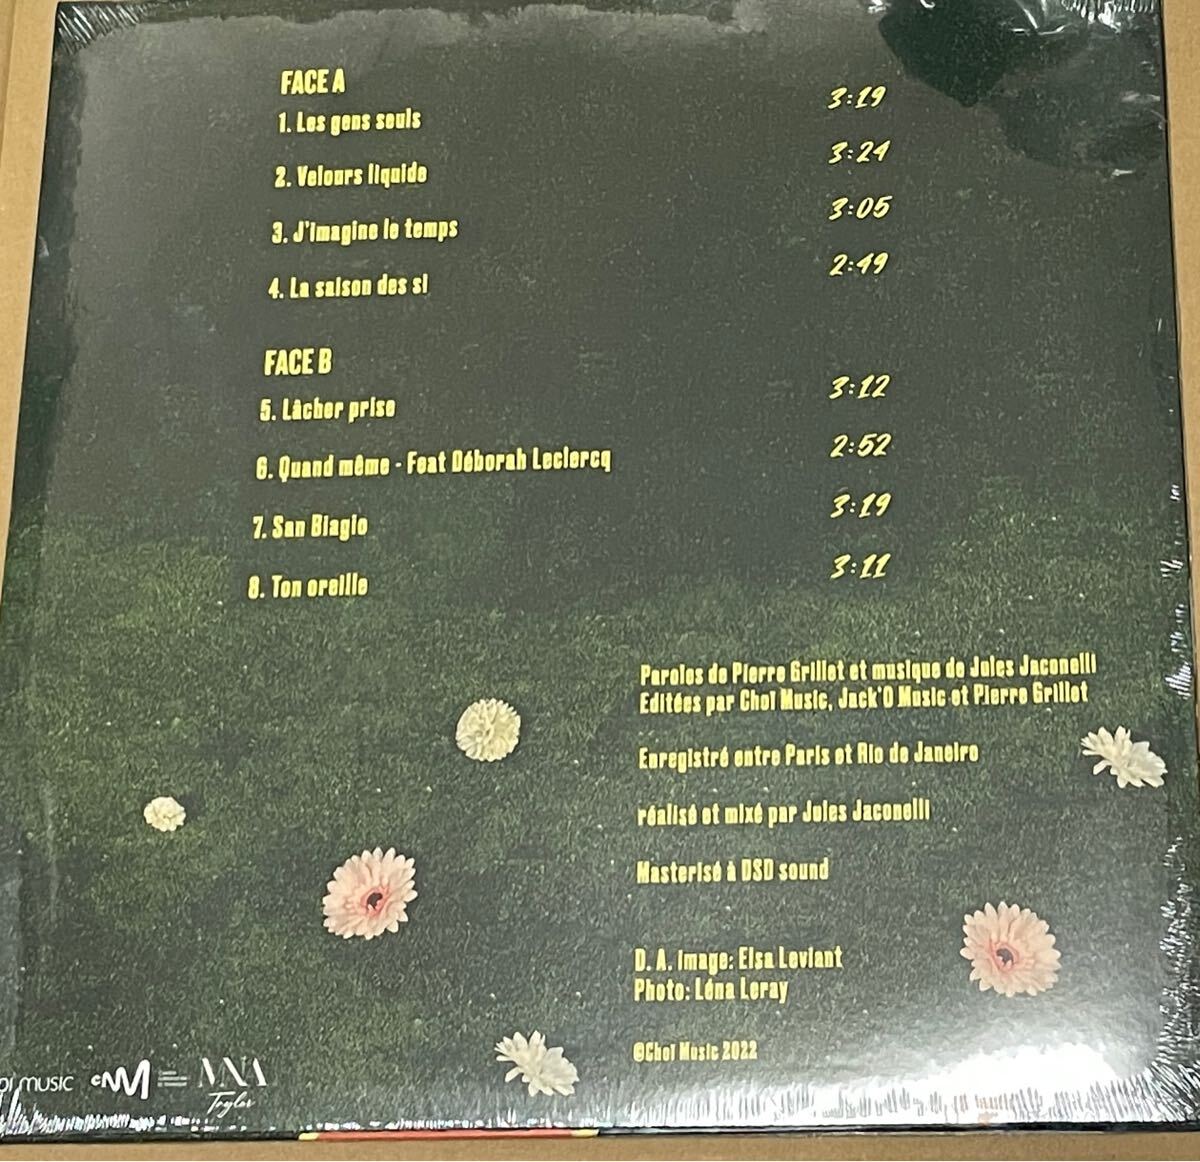 FACE A
1. Les gens seuls 3:19
2. Velours liquide 3:24
3. J'imagine le temps 3:05
4. La saison des si 2:49
FACE B
5. Lâcher prise 3:12
6. Quand même - Feat Déborah Leclercq 2:52
7. San Biagio 3:19
8. Ton oreille 3:11
Paroles de Pierre Grillet et musique de Jules Jaconelli
Editées par Choï Music, Jack'O Music et Pierre Grillet
Enregistré entre Paris et Rio de Janeiro
réalisé et mixé par Jules Jaconelli
Masterisé à DSD sound
D. A. image: Elsa Leviant
Photo: Léna Leray
©Choï Music 2022
music CNM
Taylor